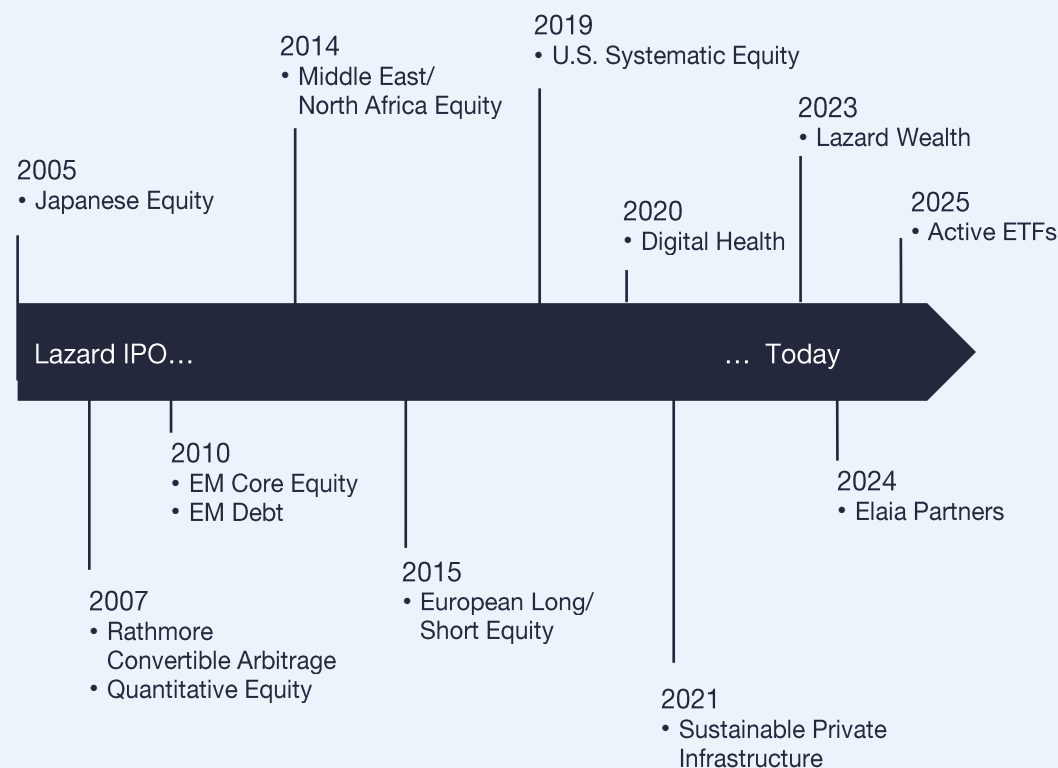 2019
• U.S. Systematic Equity
2014
• Middle East/
North Africa Equity
2023
• Lazard Wealth
2005
• Japanese Equity
2020
• Digital Health
2025
• Active ETFs
Lazard IPO…
… Today
2010
• EM Core Equity
• EM Debt
2024
• Elaia Partners
2015
• European Long/
Short Equity
2007
• Rathmore
Convertible Arbitrage
• Quantitative Equity
2021
• Sustainable Private
Infrastructure